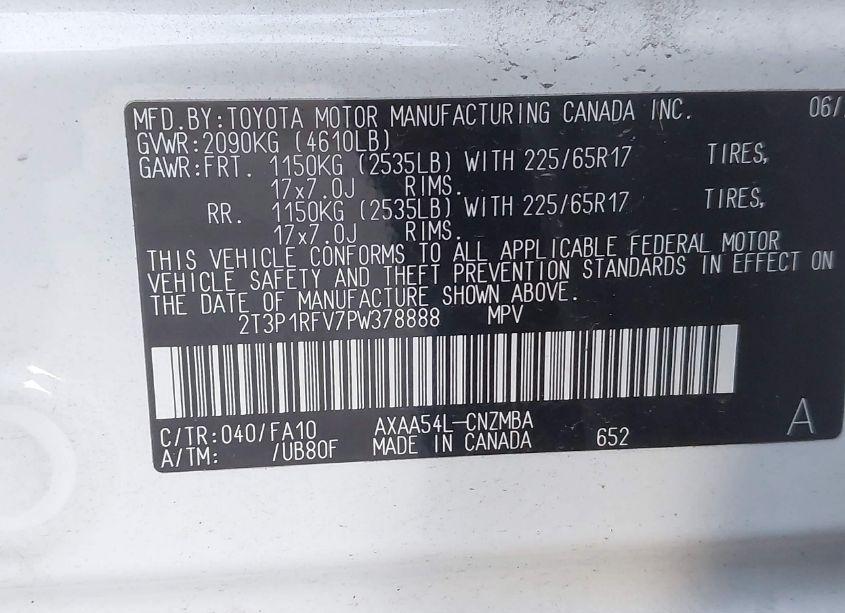 MFD.BY:TOYOTA MOTOR MANUFACTURING CANADA INC. 06/
GVWR:2090KG (4610LB)
GAWR:FRT. 1150KG (2535LB) WITH 225/65R17 TIRES,
17x7.0J RIMS.
RR. 1150KG (2535LB) WITH 225/65R17 TIRES,
17x7.0J RIMS.
THIS VEHICLE CONFORMS TO ALL APPLICABLE FEDERAL MOTOR
VEHICLE SAFETY AND THEFT PREVENTION STANDARDS IN EFFECT ON
THE DATE OF MANUFACTURE SHOWN ABOVE.
2T3P1RFV7PW378888 MPV
C/TR:040/FA10 AXAA54L-CNZMBA A
A/TM: /UB80F MADE IN CANADA 652